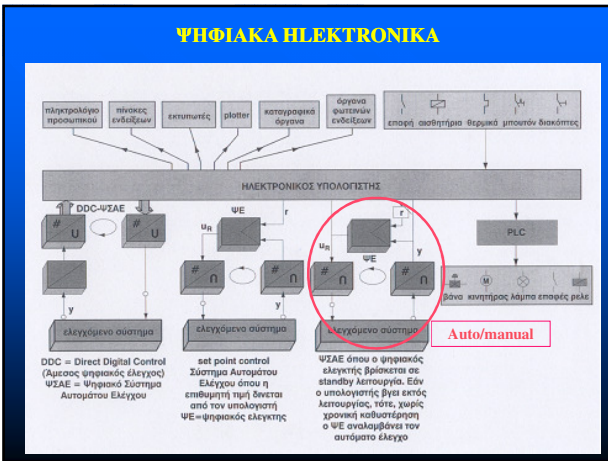 ΨΗΦΙΑΚΑ HLEKTRONIKA
πληκτρολόγιο
προσωπικού
πίνακες
ενδείξεων
εκτυπωτές
plotter
καταγραφικά
όργανα
όργανα
φωτεινών
ενδείξεων
επαφή αισθητήρια θερμικά μπουτόν διακόπτες
ΗΛΕΚΤΡΟΝΙΚΟΣ ΥΠΟΛΟΓΙΣΤΗΣ
DDC-ΨΣΑΕ
# U
# U
y
ελεγχόμενο σύστημα
DDC = Direct Digital Control
(Άμεσος ψηφιακός έλεγχος)
ΨΣΑΕ = Ψηφιακό Σύστημα
Αυτομάτου Ελέγχου
ΨΕ
r
uR
# Π
# Π
y
ελεγχόμενο σύστημα
set point control
Σύστημα Αυτομάτου
Ελέγχου όπου η
επιθυμητή τιμή δινεται
από τον υπολογιστή
ΨΕ=ψηφιακός ελεγκτης
r
uR
ΨΕ
y
# Π
# Π
ελεγχόμενο σύστημα
ΨΣΑΕ όπου ο ψηφιακός
ελεγκτής βρίσκεται σε
standby λειτουργία. Εάν
ο υπολογιστής βγει εκτός
λειτουργίας, τότε, χωρίς
χρονική καθυστέρηση
ο ΨΕ αναλαμβάνει τον
αυτόματο έλεγχο
PLC
M
βάνα κινητήρας λάμπα επαφές ρελε
Auto/manual